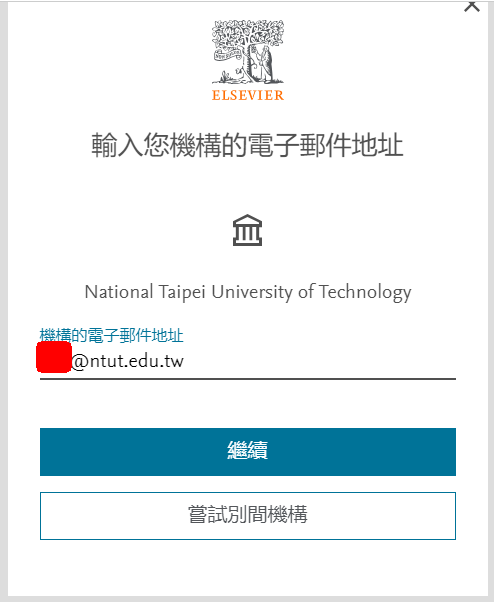 ELSEVIER
輸入您機構的電子郵件地址
National Taipei University of Technology
機構的電子郵件地址
@ntut.edu.tw
繼續
嘗試別間機構